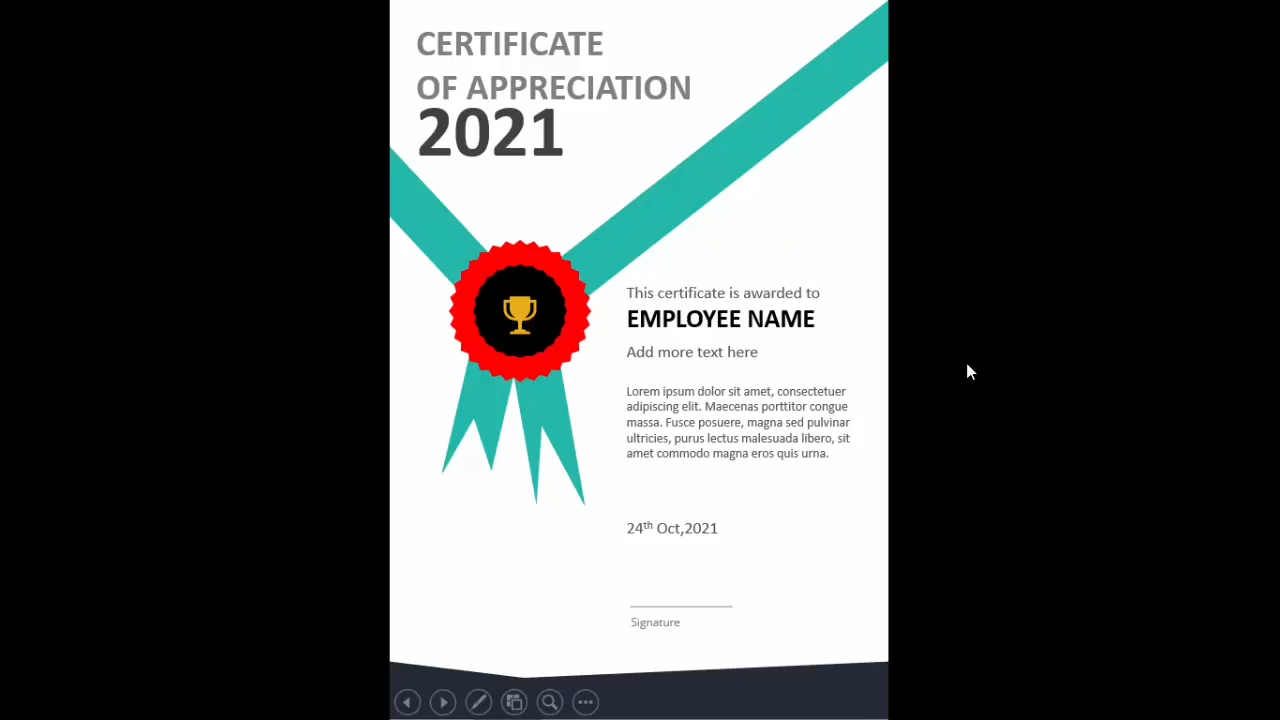 CERTIFICATE
OF APPRECIATION
2021
This certificate is awarded to
EMPLOYEE NAME
Add more text here
Lorem ipsum dolor sit amet, consectetuer
adipiscing elit. Maecenas porttitor congue
massa. Fusce posuere, magna sed pulvinar
ultricies, purus lectus malesuada libero, sit
amet commodo magna eros quis urna.
24th Oct,2021
Signature